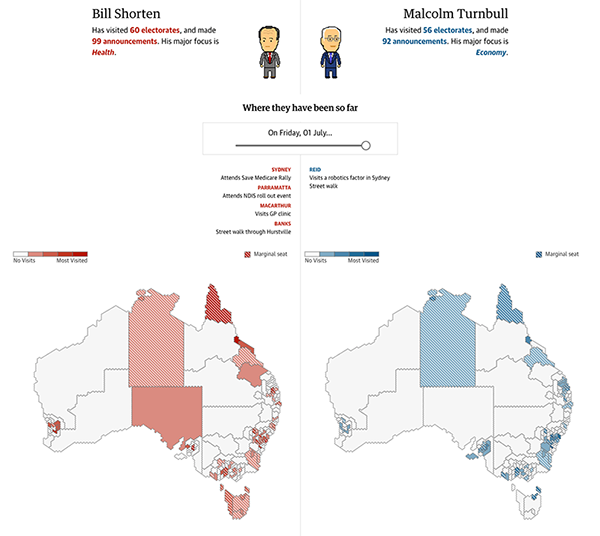 Bill Shorten
Has visited 60 electorates, and made
99 announcements. His major focus is
Health.
Malcolm Turnbull
Has visited 56 electorates, and made
92 announcements. His major focus is
Economy.
Where they have been so far
On Friday, 01 July...
SYDNEY
Attends Save Medicare Rally
PARRAMATTA
Attends NDIS roll out event
MACARTHUR
Visits GP clinic
BANKS
Street walk through Hurstville
REID
Visits a robotics factor in Sydney
Street walk
No Visits Most Visited
Marginal seat
No Visits Most Visited
Marginal seat